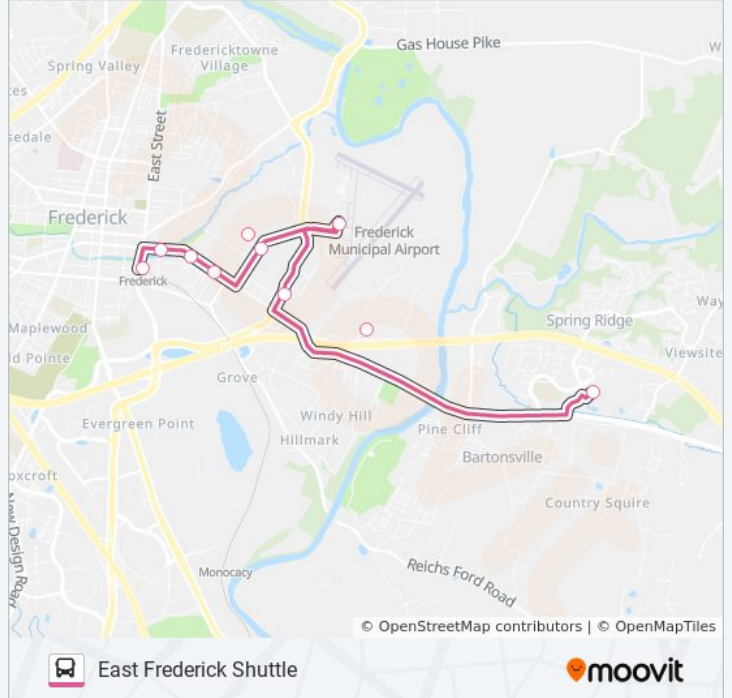 Gas House Pike
W
Fredericktowne
Village
Spring Valley
tes
sedale
East Street
Frederick
Frederick
Municipal Airport
Frederick
Maplewood
ld Pointe
Spring Ridge
Way
Viewsite
Grove
Windy Hill
Evergreen Point
Hillmark
Pine Cliff
Bartonsville
oxcroft
Country Squire
New Design Road
Monocacy
Reichs Ford Road
© OpenStreetMap contributors | © OpenMapTiles
East Frederick Shuttle
moovit